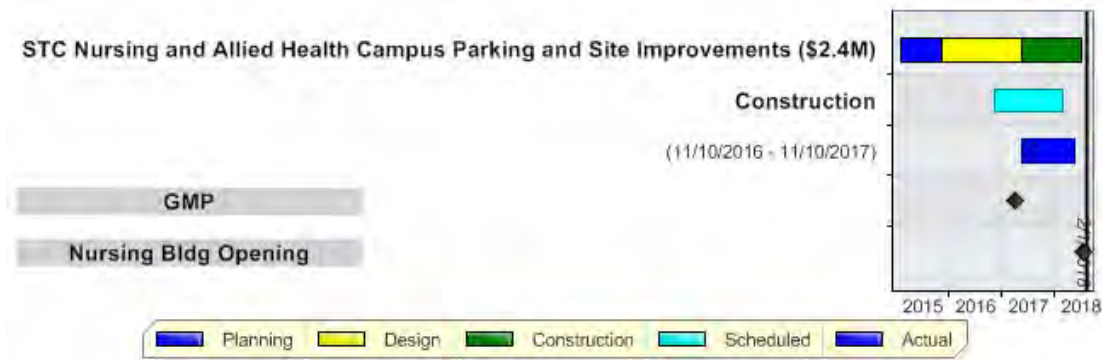 STC Nursing and Allied Health Campus Parking and Site Improvements ($2.4M)
Construction
(11/10/2016 - 11/10/2017)
GMP
Nursing Bldg Opening
2015 2016 2017 2018
Planning Design Construction Scheduled Actual